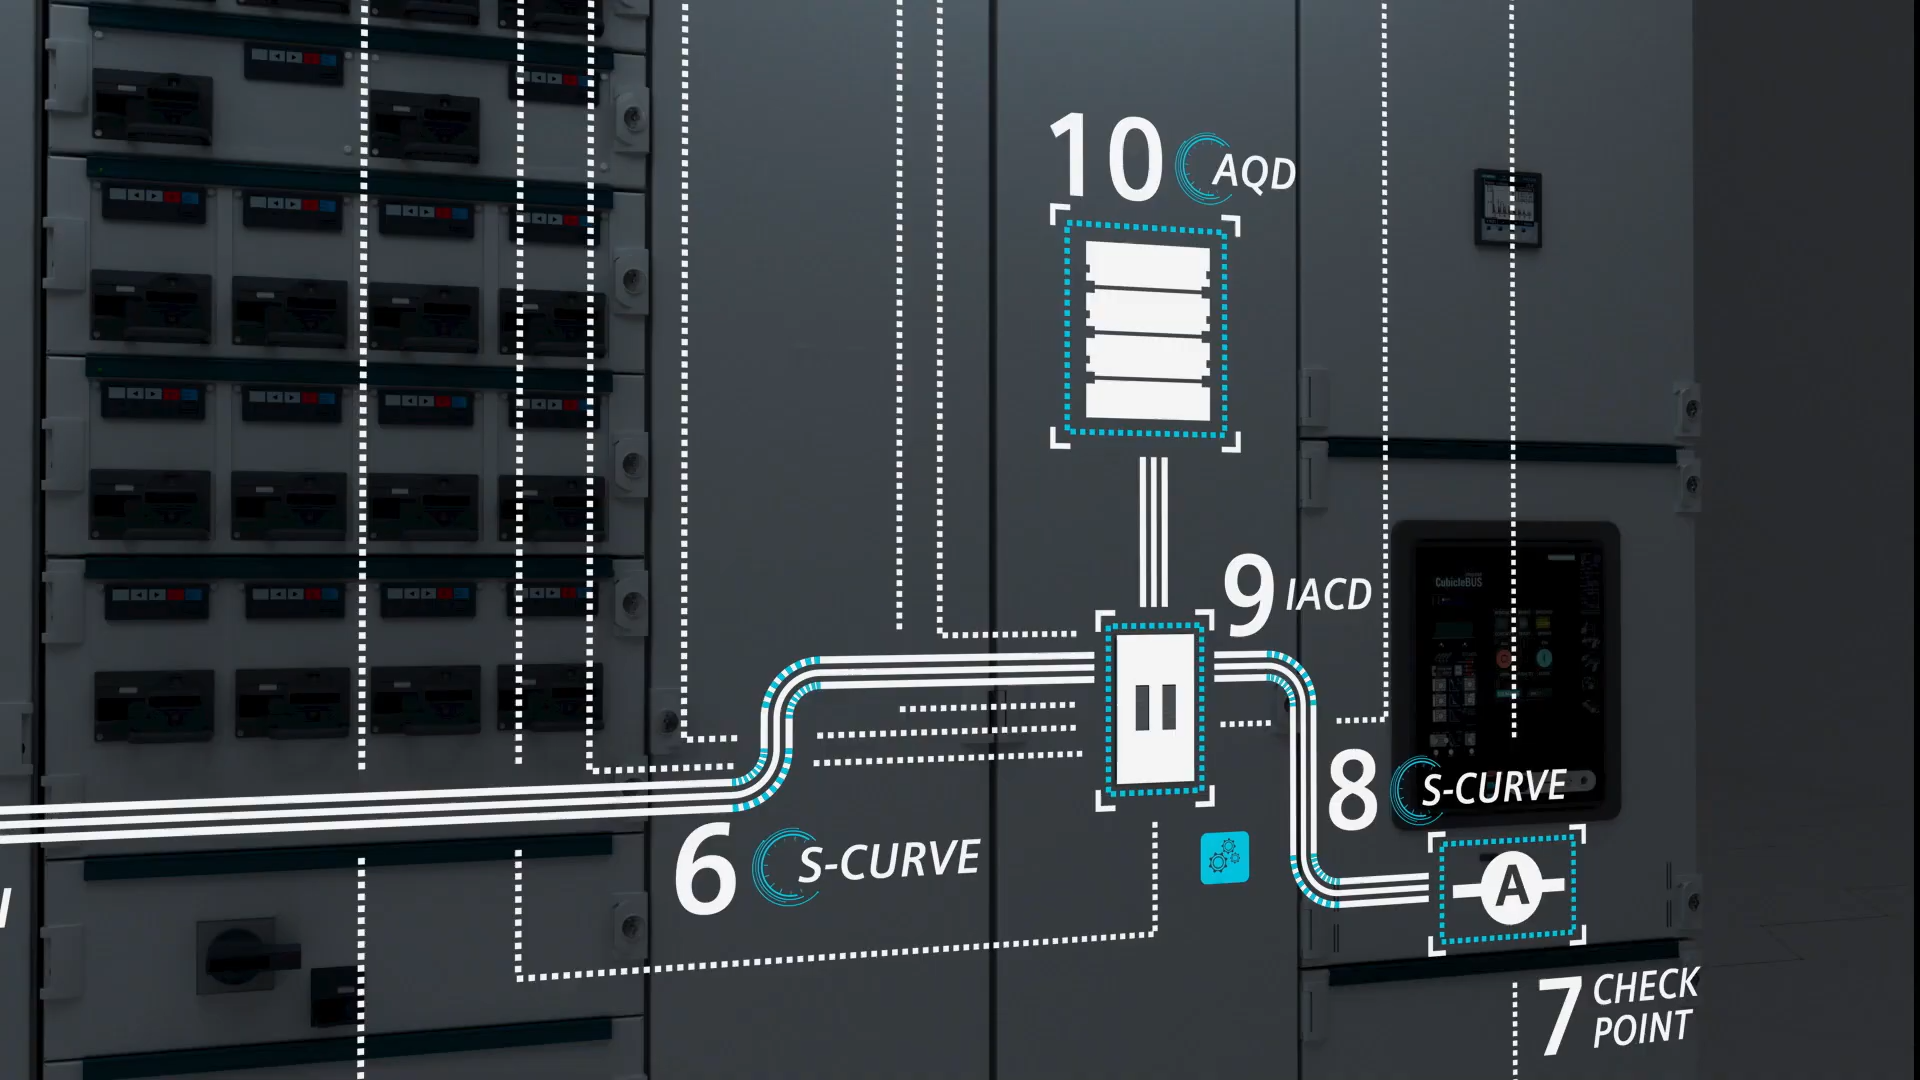 10 AQD
9 IACD
CubicleBUS
8 S-CURVE
6 S-CURVE
A
7 CHECK
POINT